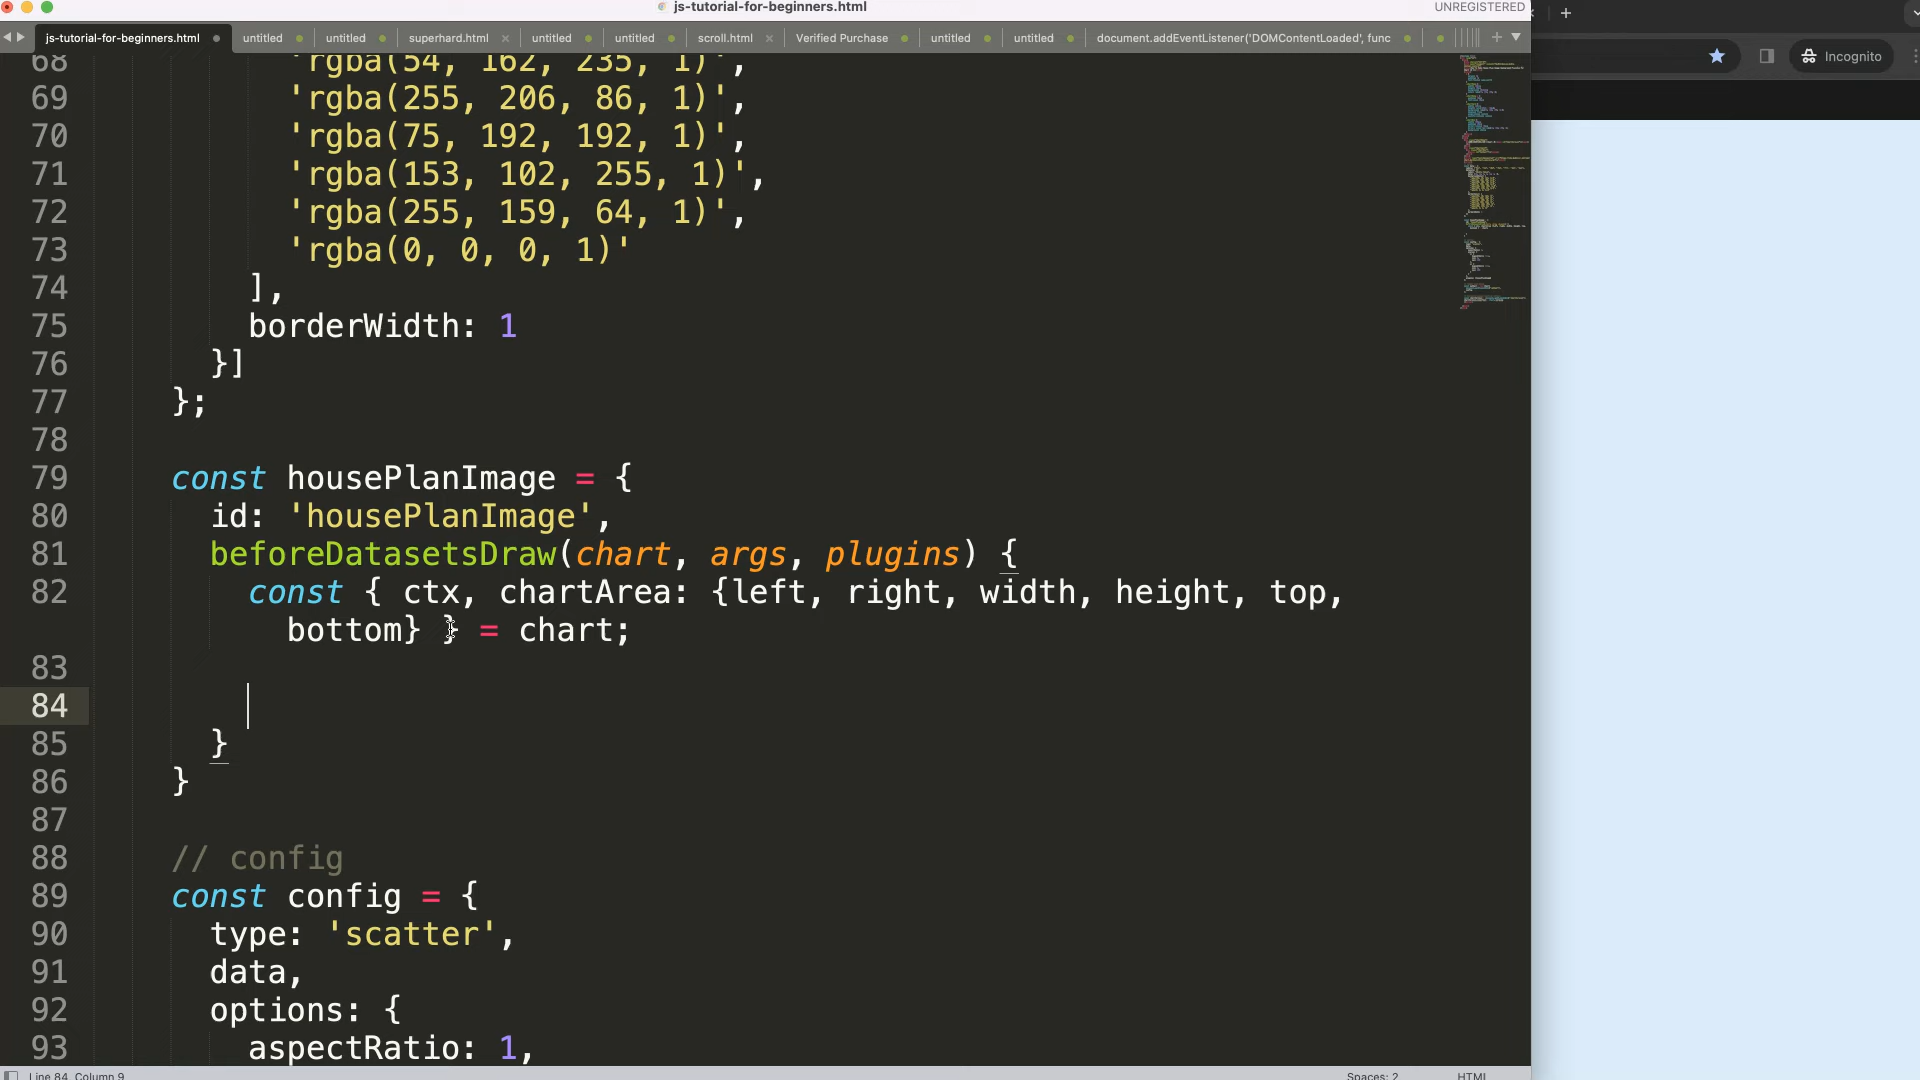 js-tutorial-for-beginners.html
UNREGISTERED
js-tutorial-for-beginners.html untitled untitled superhard.html untitled untitled scroll.html Verified Purchase untitled untitled document.addEventListener('DOMContentLoaded', func
Incognito
68 'rgba(54, 162, 235, 1)',
69 'rgba(255, 206, 86, 1)',
70 'rgba(75, 192, 192, 1)',
71 'rgba(153, 102, 255, 1)',
72 'rgba(255, 159, 64, 1)',
73 'rgba(0, 0, 0, 1)'
74 ],
75 borderWidth: 1
76 }]
77 };
78
79 const housePlanImage = {
80 id: 'housePlanImage',
81 beforeDatasetsDraw(chart, args, plugins) {
82 const { ctx, chartArea: {left, right, width, height, top,
bottom} } = chart;
83
84
85 }
86 }
87
88 // config
89 const config = {
90 type: 'scatter',
91 data,
92 options: {
93 aspectRatio: 1,
Line 84, Column 9
Spaces: 2
HTML